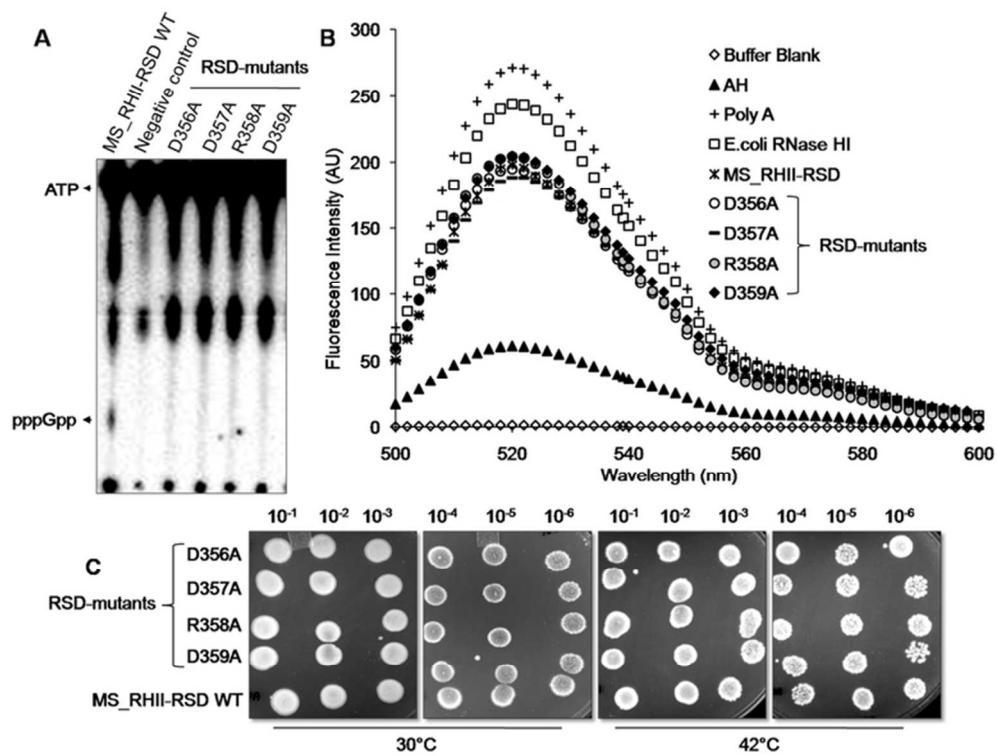 A
MS_RHII-RSD WT
Negative control
RSD-mutants
D356A
D357A
R358A
D359A
ATP
pppGpp
B
300
250
200
150
100
50
0
Fluorescence Intensity (AU)
500
520
540
560
580
600
Wavelength (nm)
Buffer Blank
AH
Poly A
E.coli RNase HI
MS_RHII-RSD
D356A
D357A
R358A
D359A
RSD-mutants
C
10-1 10-2 10-3 10-4 10-5 10-6 10-1 10-2 10-3 10-4 10-5 10-6
RSD-mutants
D356A
D357A
R358A
D359A
MS_RHII-RSD WT
30°C
42°C